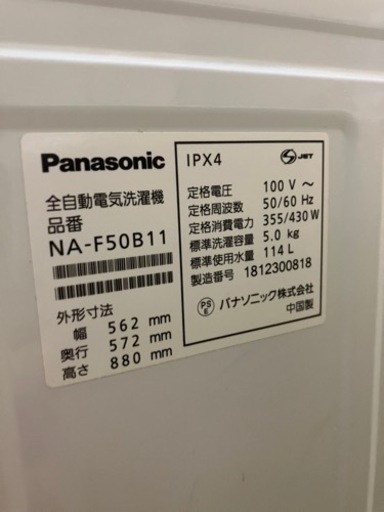 Panasonic
全自動電気洗濯機
品番
NA-F50B11
外形寸法
幅 562 mm
奥行 572 mm
高さ 880 mm
IPX4
S JET
定格電圧 100 V ～
定格周波数 50/60 Hz
定格消費電力 355/430 W
標準洗濯容量 5.0 kg
標準使用水量 114 L
製造番号 1812300818
PS E パナソニック株式会社
中国製